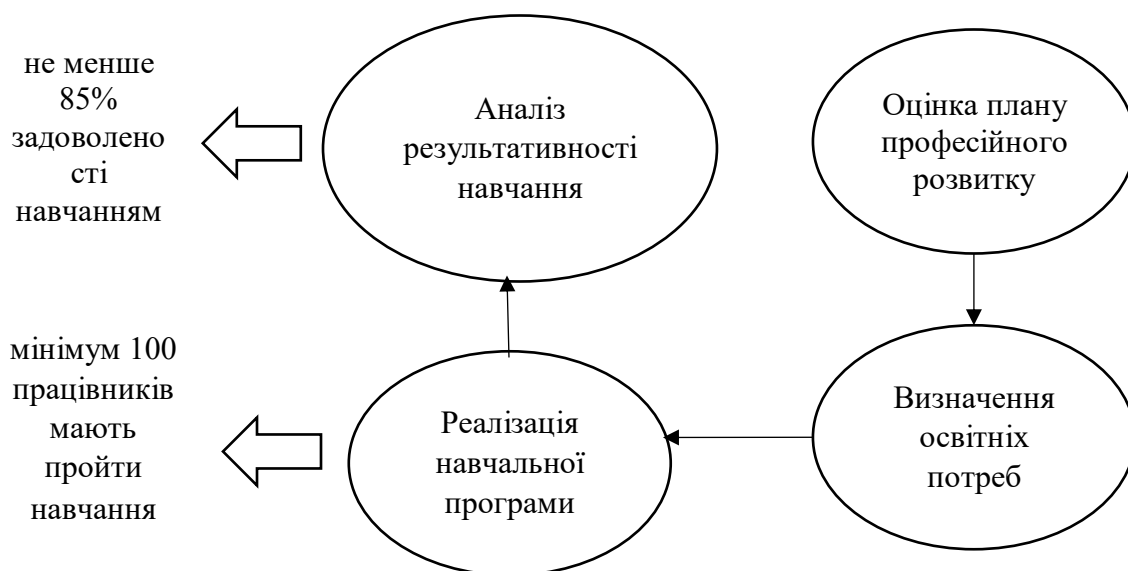 не менше
85%
задоволено
сті
навчанням
Аналіз
результативності
навчання
Оцінка плану
професійного
розвитку
мінімум 100
працівників
мають
пройти
навчання
Реалізація
навчальної
програми
Визначення
освітніх
потреб